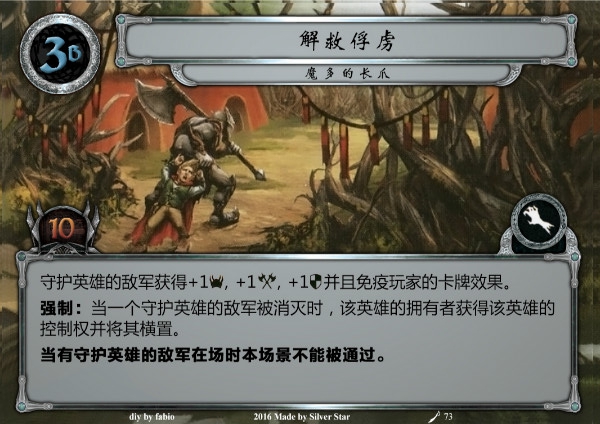 3B
解救俘虏
魔多的长爪
10
守护英雄的敌军获得+1, +1, +1并且免疫玩家的卡牌效果。
强制：当一个守护英雄的敌军被消灭时，该英雄的拥有者获得该英雄的
控制权并将其横置。
当有守护英雄的敌军在场时本场景不能被通过。
diy by fabio 2016 Made by Silver Star 73